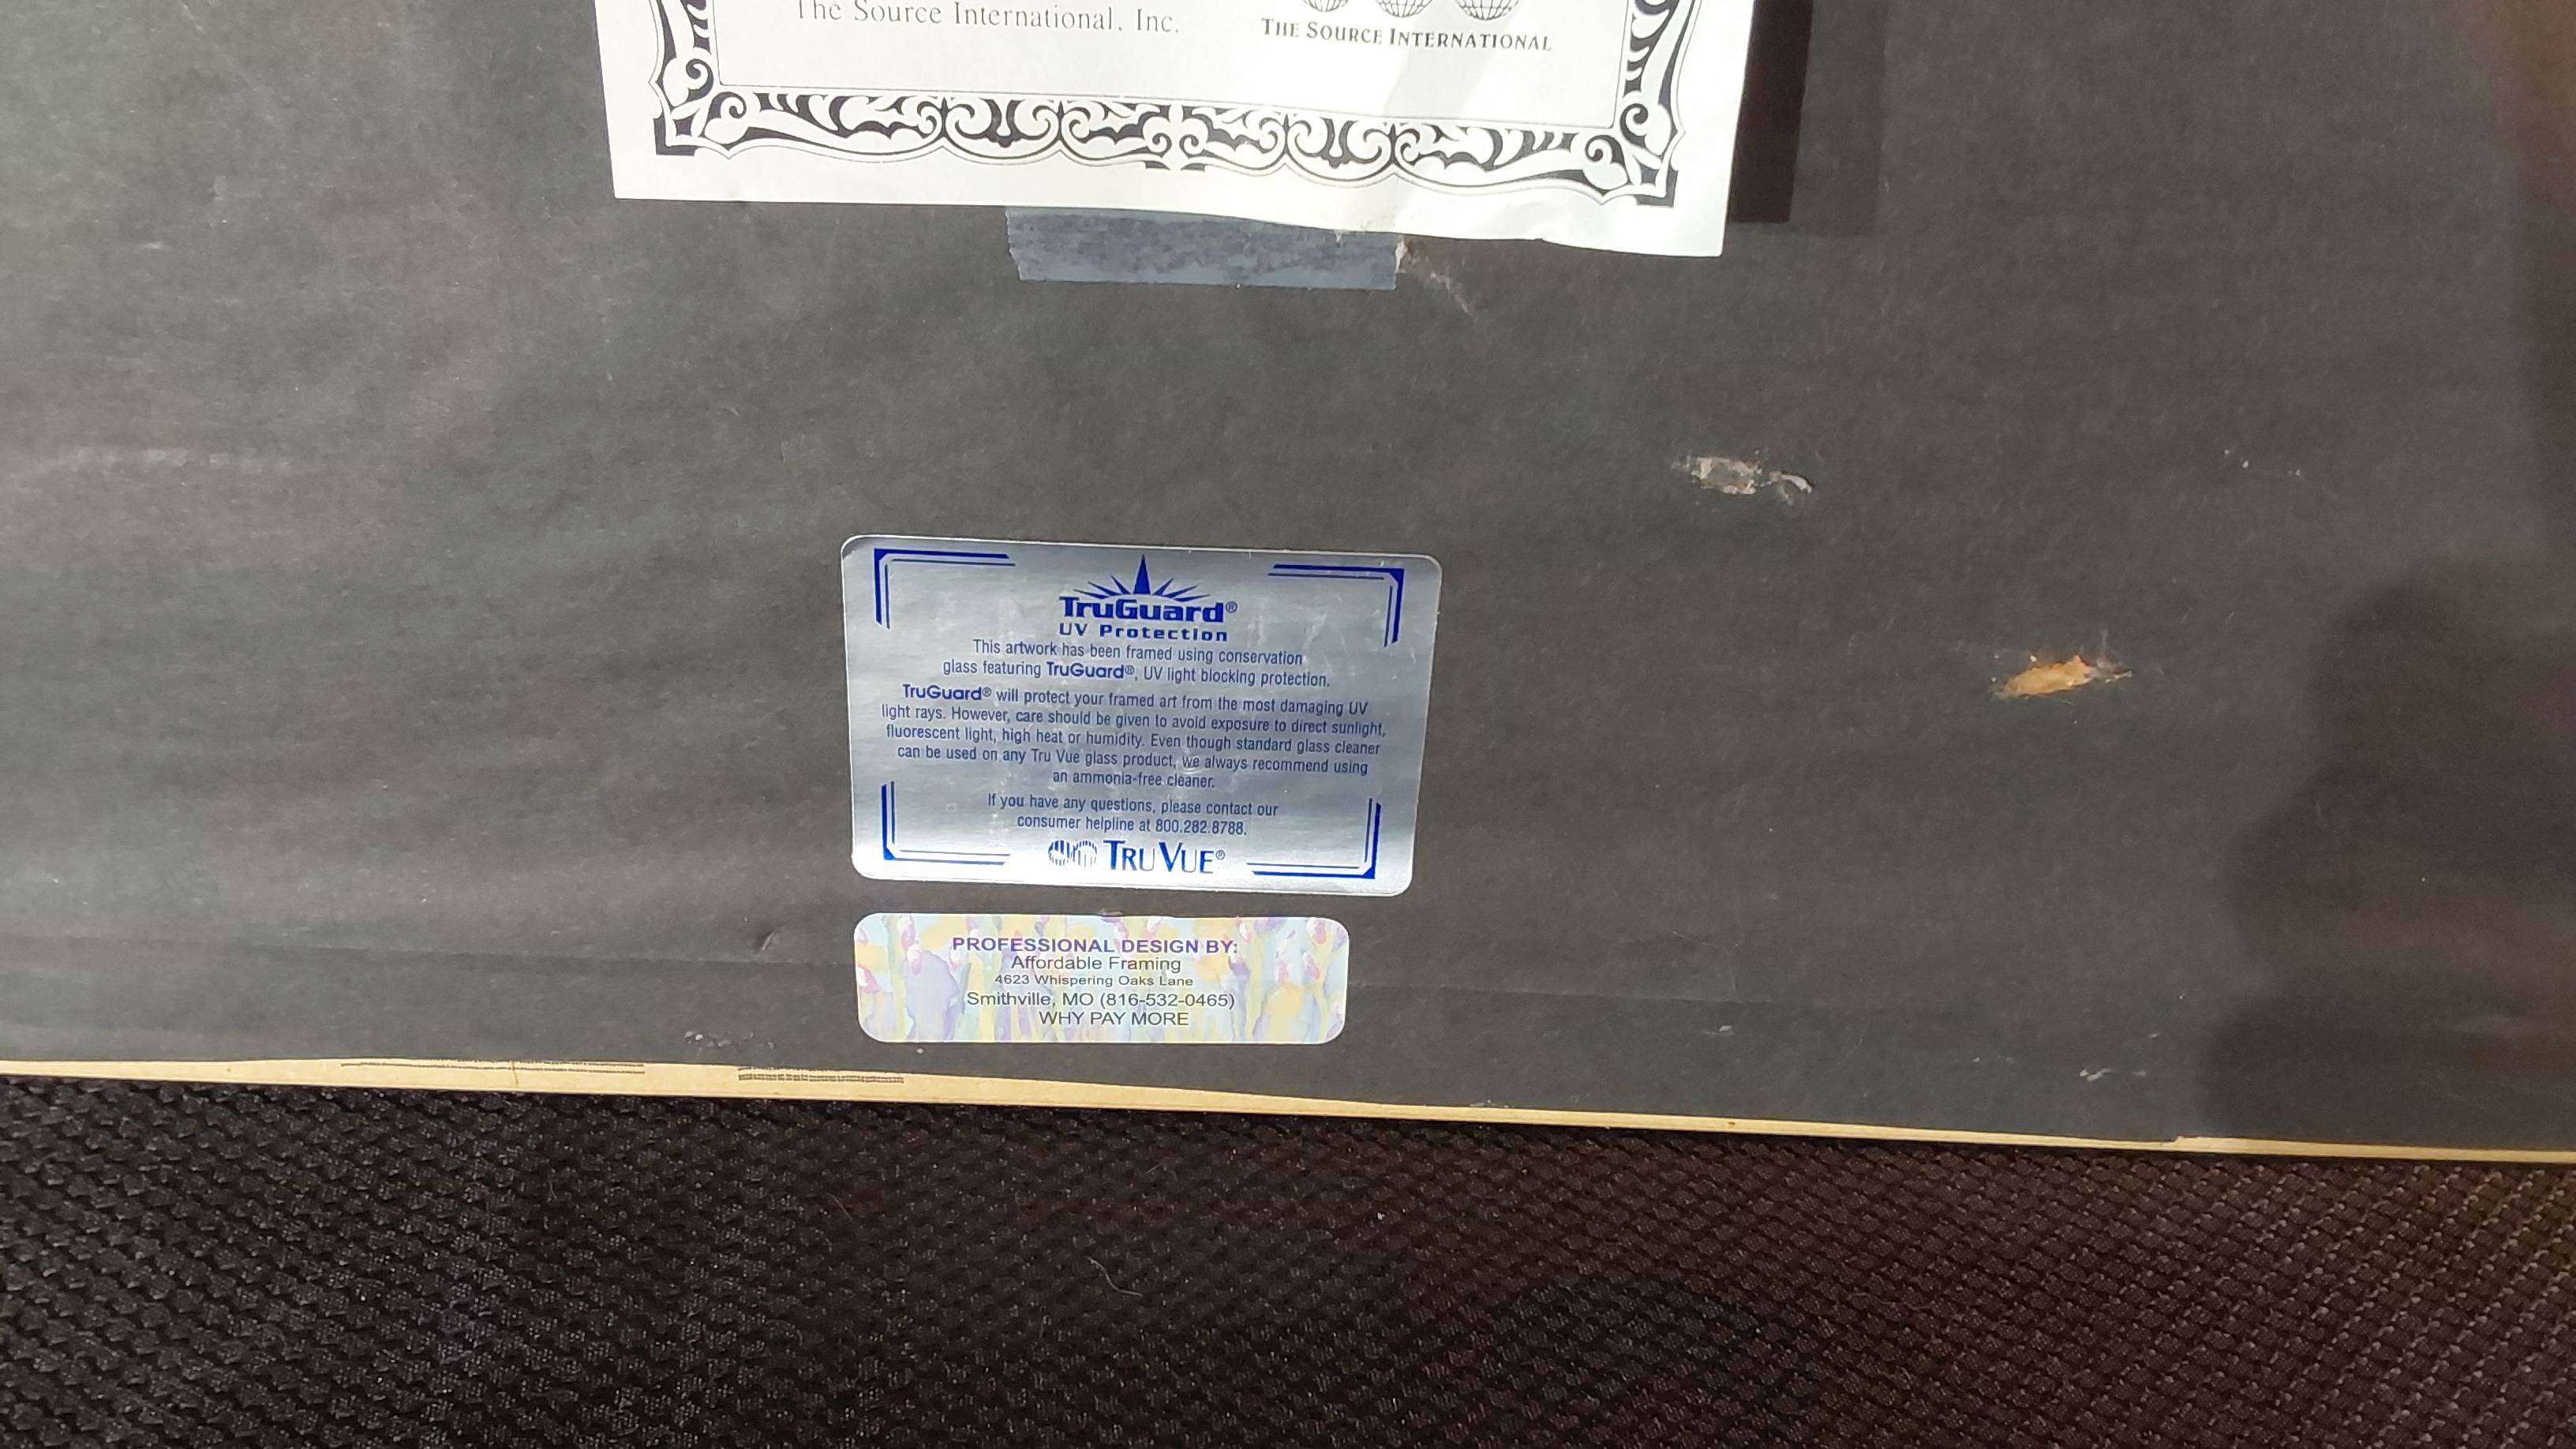 The Source International, Inc.
THE SOURCE INTERNATIONAL
TruGuard®
UV Protection
This artwork has been framed using conservation
glass featuring TruGuard®, UV light blocking protection.
TruGuard® will protect your framed art from the most damaging UV
light rays. However, care should be given to avoid exposure to direct sunlight,
fluorescent light, high heat or humidity. Even though standard glass cleaner
can be used on any Tru Vue glass product, we always recommend using
an ammonia-free cleaner.
If you have any questions, please contact our
consumer helpline at 800.282.8788.
TRU VUE®
PROFESSIONAL DESIGN BY:
Affordable Framing
4623 Whispering Oaks Lane
Smithville, MO (816-532-0465)
WHY PAY MORE